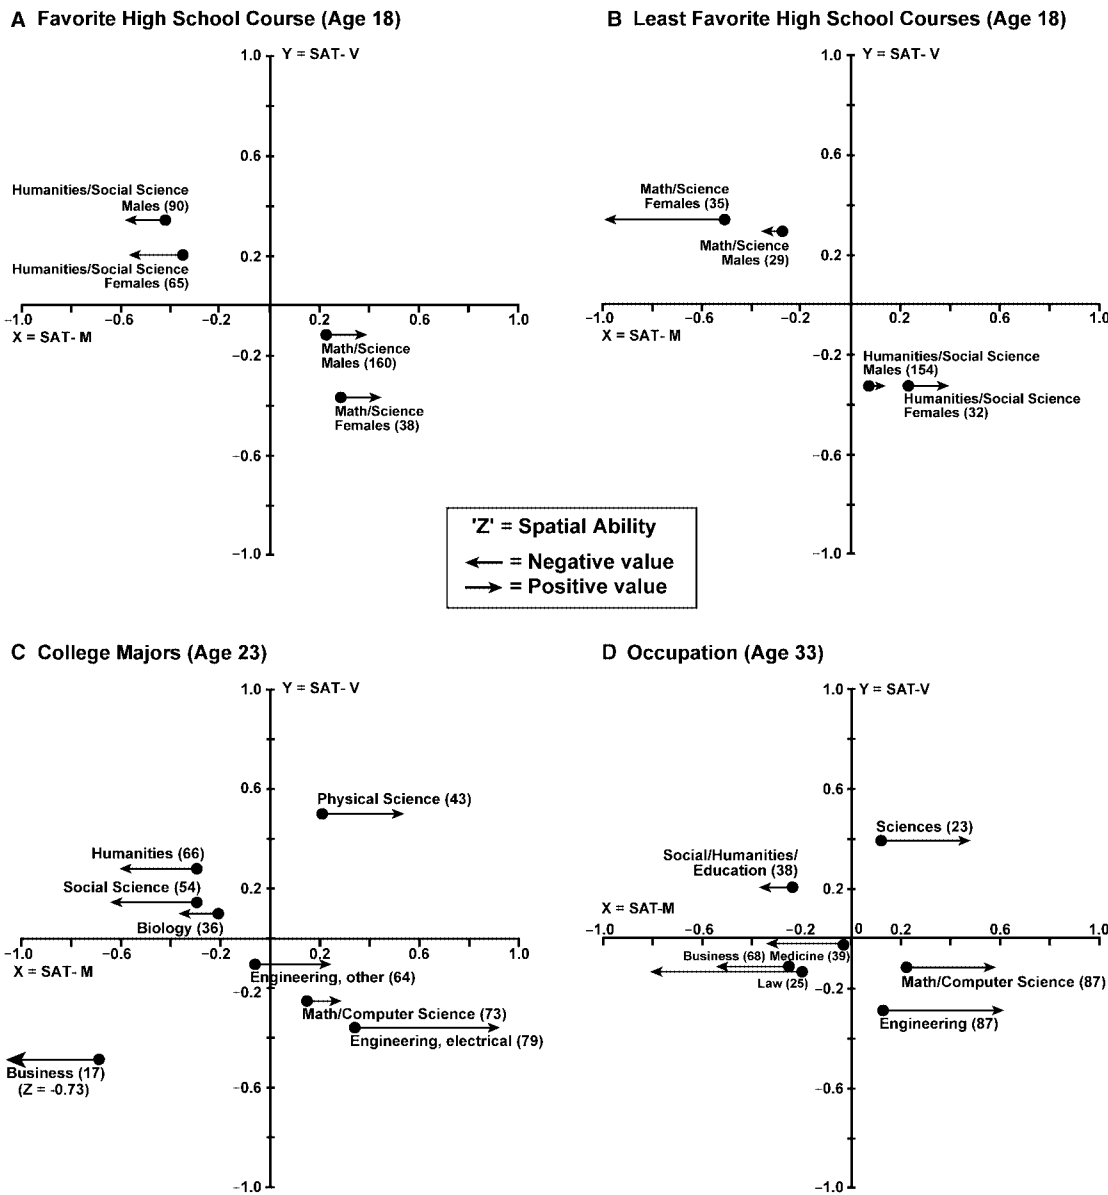 A Favorite High School Course (Age 18)
Y = SAT- V
1.0
0.6
0.2
Humanities/Social Science
Males (90)
Humanities/Social Science
Females (65)
−1.0
−0.6
−0.2
0.2
0.6
1.0
X = SAT- M
Math/Science
Males (160)
Math/Science
Females (38)
−0.2
−0.6
−1.0
B Least Favorite High School Courses (Age 18)
Y = SAT- V
1.0
0.6
0.2
Math/Science
Females (35)
Math/Science
Males (29)
−1.0
−0.6
−0.2
0.2
0.6
1.0
X = SAT- M
Humanities/Social Science
Males (154)
Humanities/Social Science
Females (32)
−0.2
−0.6
−1.0
'Z' = Spatial Ability
= Negative value
= Positive value
C College Majors (Age 23)
Y = SAT- V
1.0
0.6
0.2
Physical Science (43)
Humanities (66)
Social Science (54)
Biology (36)
−1.0
−0.6
−0.2
0.2
0.6
1.0
X = SAT- M
Engineering, other (64)
−0.2
Math/Computer Science (73)
Engineering, electrical (79)
Business (17)
(Z = -0.73)
−0.6
−1.0
D Occupation (Age 33)
Y = SAT-V
1.0
0.6
0.2
Sciences (23)
Social/Humanities/
Education (38)
X = SAT-M
−1.0
−0.6
−0.2
0
0.2
0.6
1.0
Business (68) Medicine (39)
Law (25)
Math/Computer Science (87)
−0.2
Engineering (87)
−0.6
−1.0